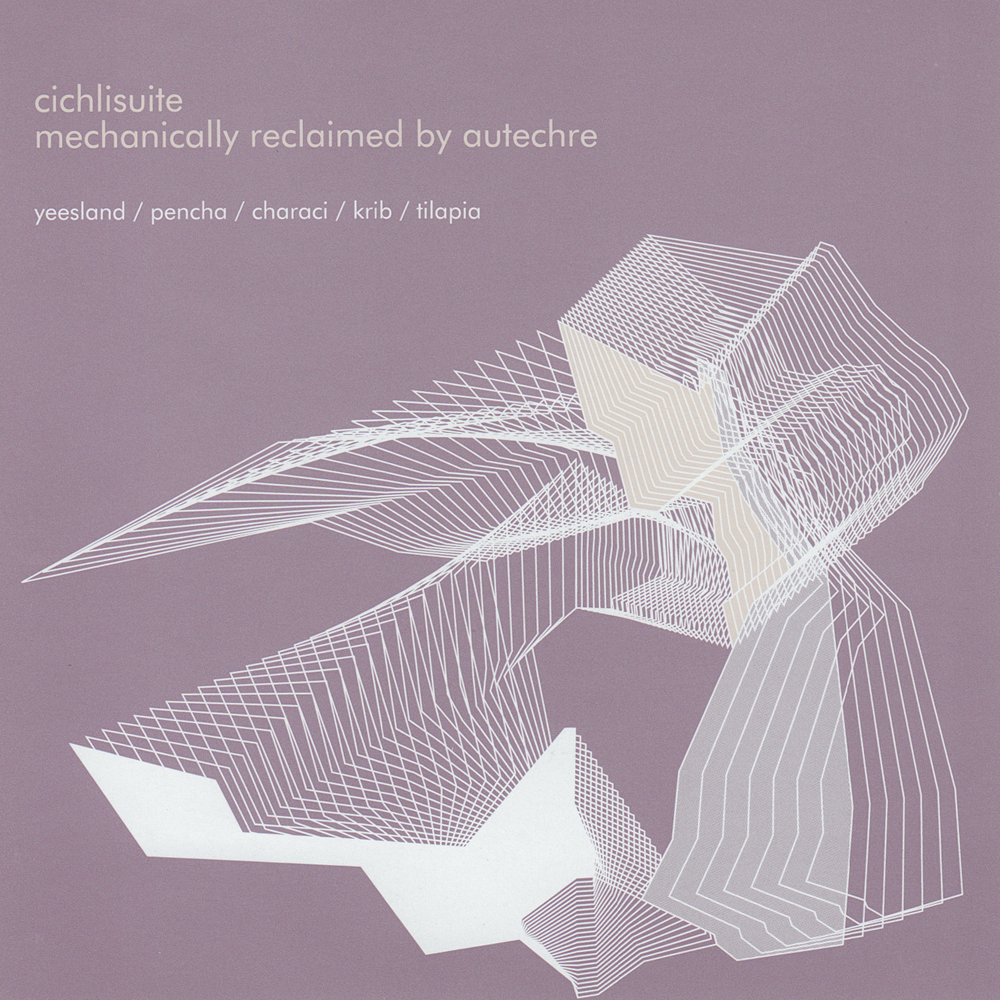 cichlisuite
mechanically reclaimed by autechre
yeesland / pencha / characi / krib / tilapia